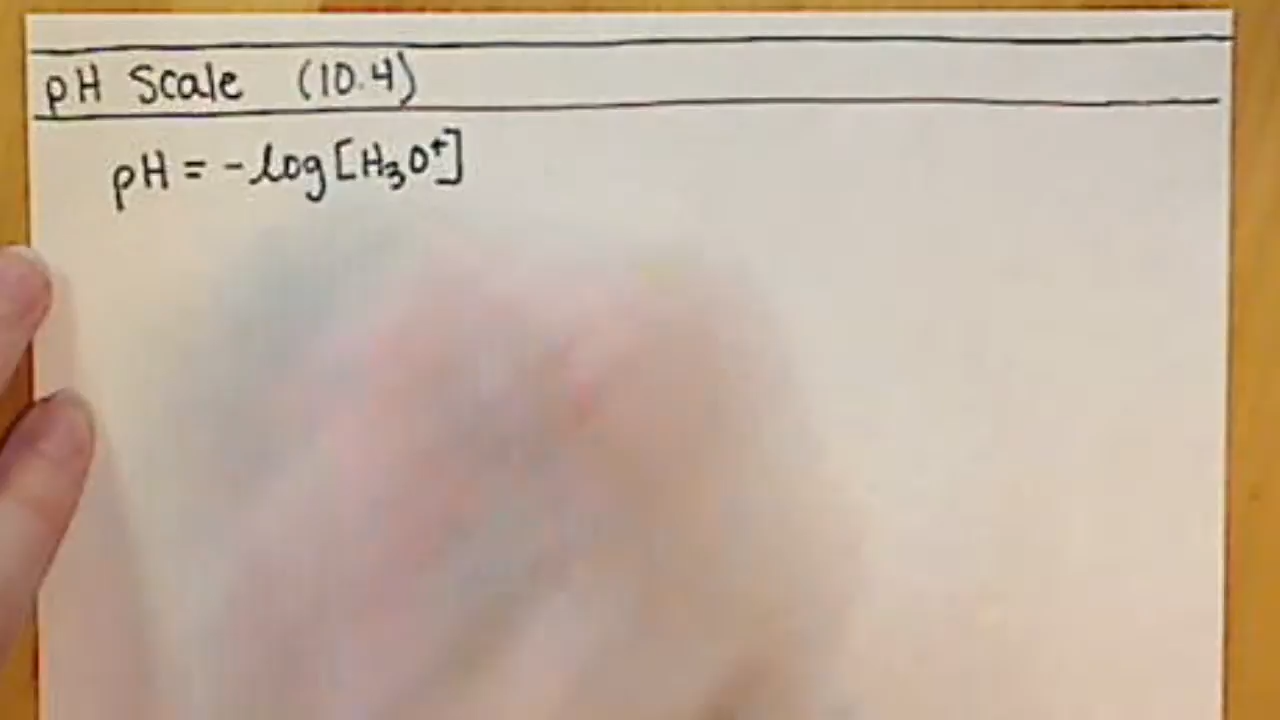 pH Scale (10.4)
pH = -log[H₃O⁺]